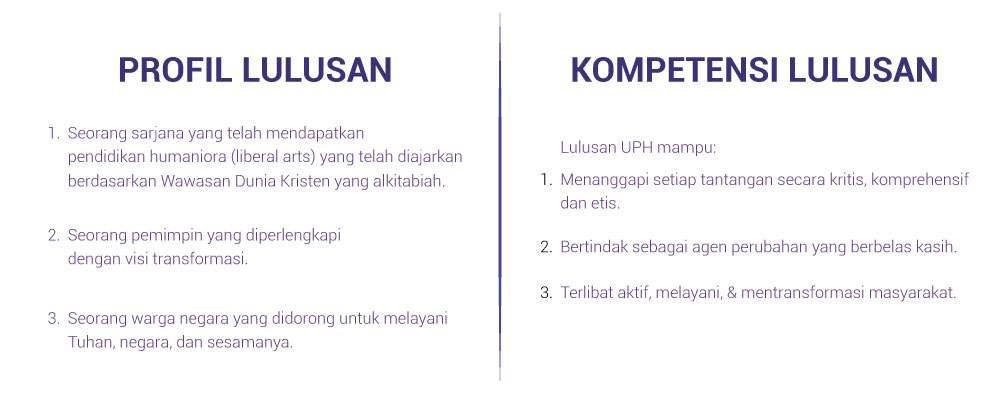 PROFIL LULUSAN
1. Seorang sarjana yang telah mendapatkan
pendidikan humaniora (liberal arts) yang telah diajarkan
berdasarkan Wawasan Dunia Kristen yang alkitabiah.
2. Seorang pemimpin yang diperlengkapi
dengan visi transformasi.
3. Seorang warga negara yang didorong untuk melayani
Tuhan, negara, dan sesamanya.
KOMPETENSI LULUSAN
Lulusan UPH mampu:
1. Menanggapi setiap tantangan secara kritis, komprehensif
dan etis.
2. Bertindak sebagai agen perubahan yang berbelas kasih.
3. Terlibat aktif, melayani, & mentransformasi masyarakat.